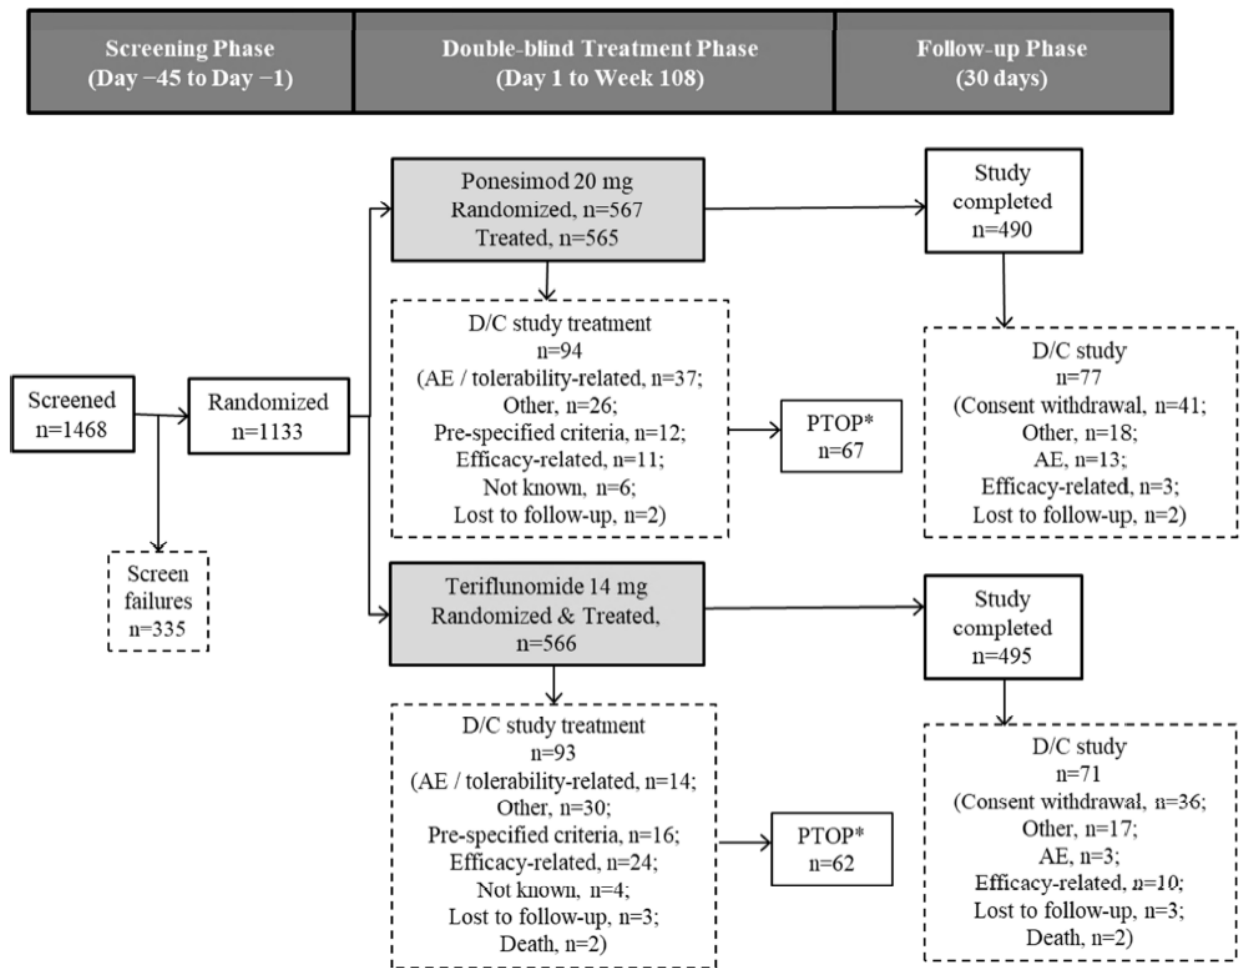 Screening Phase
(Day −45 to Day −1)
Double-blind Treatment Phase
(Day 1 to Week 108)
Follow-up Phase
(30 days)
Screened
n=1468
Screen
failures
n=335
Randomized
n=1133
Ponesimod 20 mg
Randomized, n=567
Treated, n=565
D/C study treatment
n=94
(AE / tolerability-related, n=37;
Other, n=26;
Pre-specified criteria, n=12;
Efficacy-related, n=11;
Not known, n=6;
Lost to follow-up, n=2)
PTOP*
n=67
Study
completed
n=490
D/C study
n=77
(Consent withdrawal, n=41;
Other, n=18;
AE, n=13;
Efficacy-related, n=3;
Lost to follow-up, n=2)
Teriflunomide 14 mg
Randomized & Treated,
n=566
D/C study treatment
n=93
(AE / tolerability-related, n=14;
Other, n=30;
Pre-specified criteria, n=16;
Efficacy-related, n=24;
Not known, n=4;
Lost to follow-up, n=3;
Death, n=2)
PTOP*
n=62
Study
completed
n=495
D/C study
n=71
(Consent withdrawal, n=36;
Other, n=17;
AE, n=3;
Efficacy-related, n=10;
Lost to follow-up, n=3;
Death, n=2)